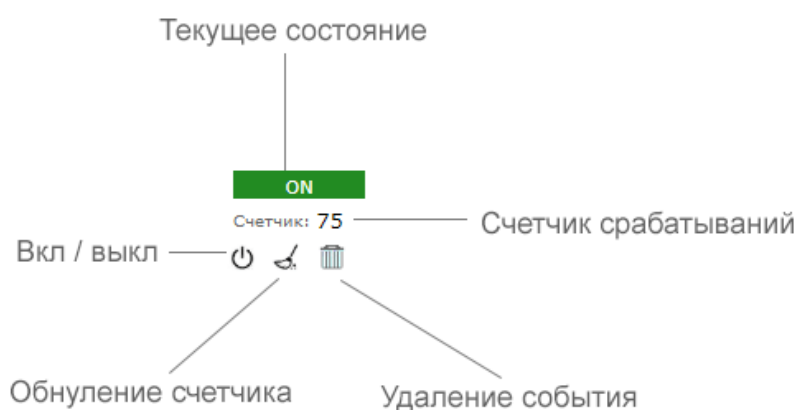 Текущее состояние
ON
Счетчик: 75
Счетчик срабатываний
Вкл / выкл
Обнуление счетчика
Удаление события